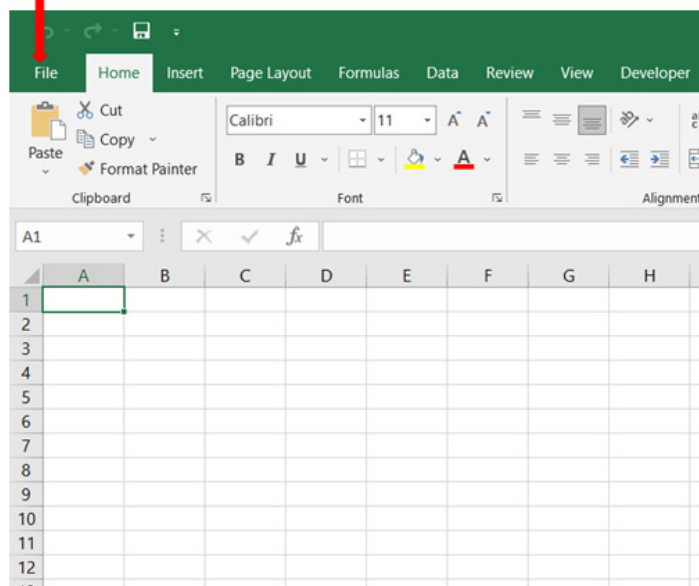 File Home Insert Page Layout Formulas Data Review View Developer
Cut
Copy
Paste
Format Painter
Calibri 11 A A
B I U A
Clipboard Font Alignment
A1 fx
A B C D E F G H
1
2
3
4
5
6
7
8
9
10
11
12